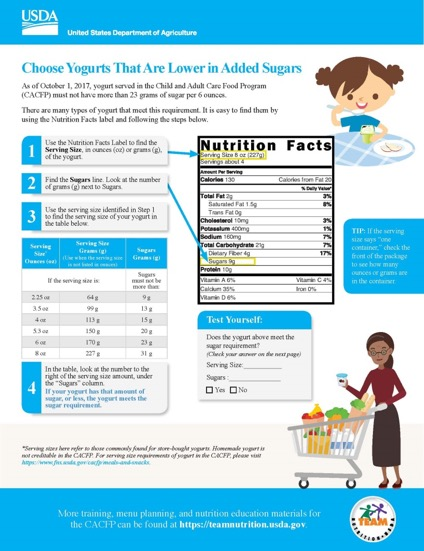 USDA
United States Department of Agriculture
Choose Yogurts That Are Lower in Added Sugars
As of October 1, 2017, yogurt served in the Child and Adult Care Food Program
(CACFP) must not have more than 23 grams of sugar per 6 ounces.
There are many types of yogurt that meet this requirement. It is easy to find them by
using the Nutrition Facts label and following the steps below.
1
Use the Nutrition Facts Label to find the
Serving Size, in ounces (oz) or grams (g),
of the yogurt.
2
Find the Sugars line. Look at the number
of grams (g) next to Sugars.
3
Use the serving size identified in Step 1
to find the serving size of your yogurt in
the table below.
Serving Size* Ounces (oz)
Serving Size Grams (g) (Use when the serving size is not listed in ounces)
Sugars Grams (g)
If the serving size is:
Sugars must not be more than:
2.25 oz 64 g 9 g
3.5 oz 99 g 13 g
4 oz 113 g 15 g
5.3 oz 150 g 20 g
6 oz 170 g 23 g
8 oz 227 g 31 g
4
In the table, look at the number to the
right of the serving size amount, under
the “Sugars” column.
If your yogurt has that amount of
sugar, or less, the yogurt meets the
sugar requirement.
Nutrition Facts
Serving Size 8 oz (227g)
Servings about 4
Amount Per Serving
Calories 130 Calories from Fat 20
% Daily Value*
Total Fat 2g 3%
Saturated Fat 1.5g 8%
Trans Fat 0g
Cholesterol 10mg 3%
Potassium 400mg 1%
Sodium 160mg 7%
Total Carbohydrate 21g 7%
Dietary Fiber 4g 17%
Sugars 9g
Protein 10g
Vitamin A 6% Vitamin C 4%
Calcium 35% Iron 0%
Vitamin D 6%
TIP: If the serving
size says “one
container,” check the
front of the package
to see how many
ounces or grams are
in the container.
Test Yourself:
Does the yogurt above meet the
sugar requirement?
(Check your answer on the next page)
Serving Size:
Sugars:
Yes No
*Serving sizes here refer to those commonly found for store-bought yogurts. Homemade yogurt is
not creditable in the CACFP. For serving size requirements of yogurt in the CACFP, please visit
https://www.fns.usda.gov/cacfp/meals-and-snacks.
More training, menu planning, and nutrition education materials for
the CACFP can be found at https://teamnutrition.usda.gov.
TEAM
NUTRITION USDA